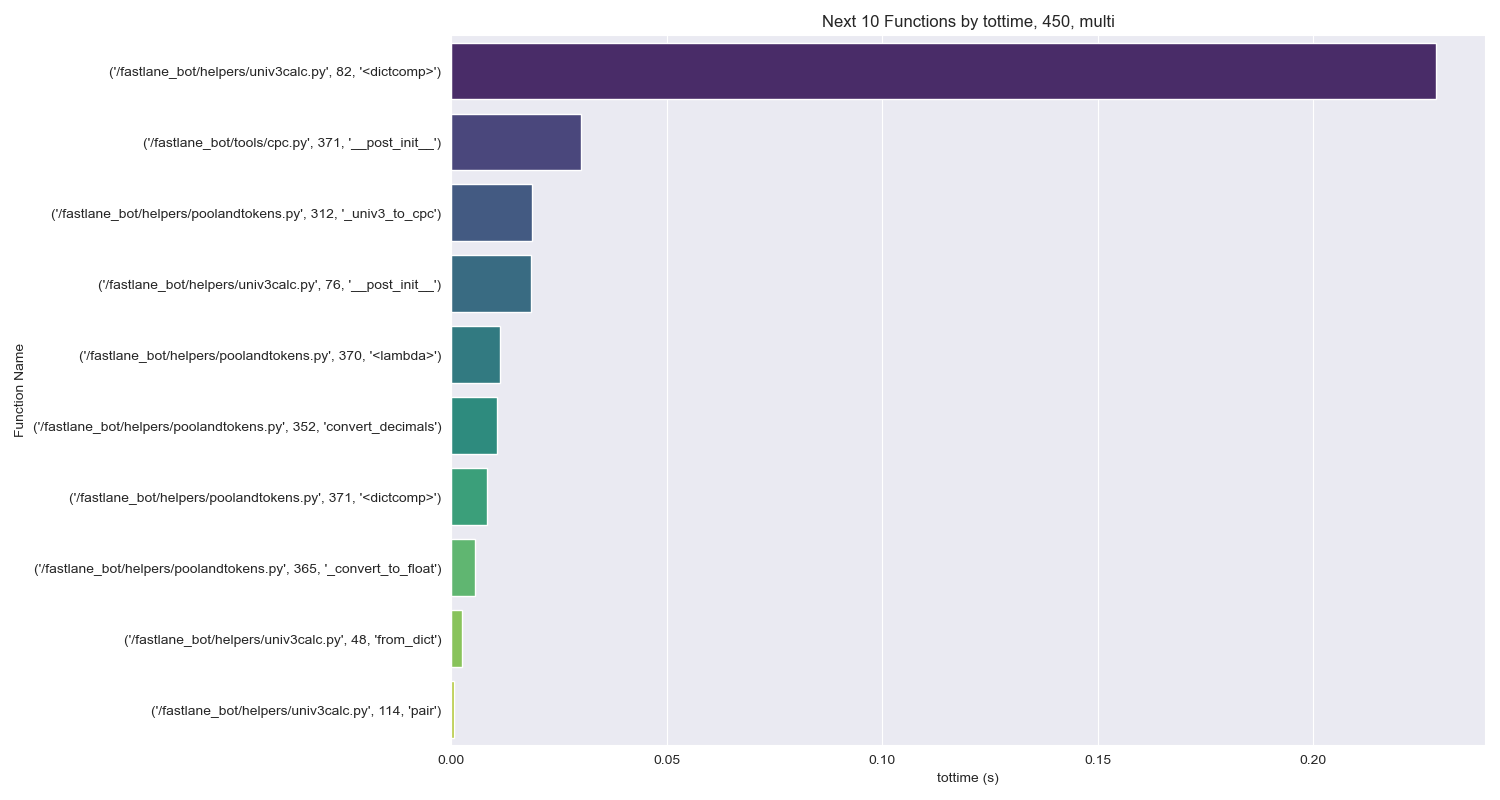 Next 10 Functions by tottime, 450, multi
('/fastlane_bot/helpers/univ3calc.py', 82, '<dictcomp>')
('/fastlane_bot/tools/cpc.py', 371, '__post_init__')
('/fastlane_bot/helpers/poolandtokens.py', 312, '_univ3_to_cpc')
('/fastlane_bot/helpers/univ3calc.py', 76, '__post_init__')
('/fastlane_bot/helpers/poolandtokens.py', 370, '<lambda>')
('/fastlane_bot/helpers/poolandtokens.py', 352, 'convert_decimals')
('/fastlane_bot/helpers/poolandtokens.py', 371, '<dictcomp>')
('/fastlane_bot/helpers/poolandtokens.py', 365, '_convert_to_float')
('/fastlane_bot/helpers/univ3calc.py', 48, 'from_dict')
('/fastlane_bot/helpers/univ3calc.py', 114, 'pair')
Function Name
0.00 0.05 0.10 0.15 0.20
tottime (s)